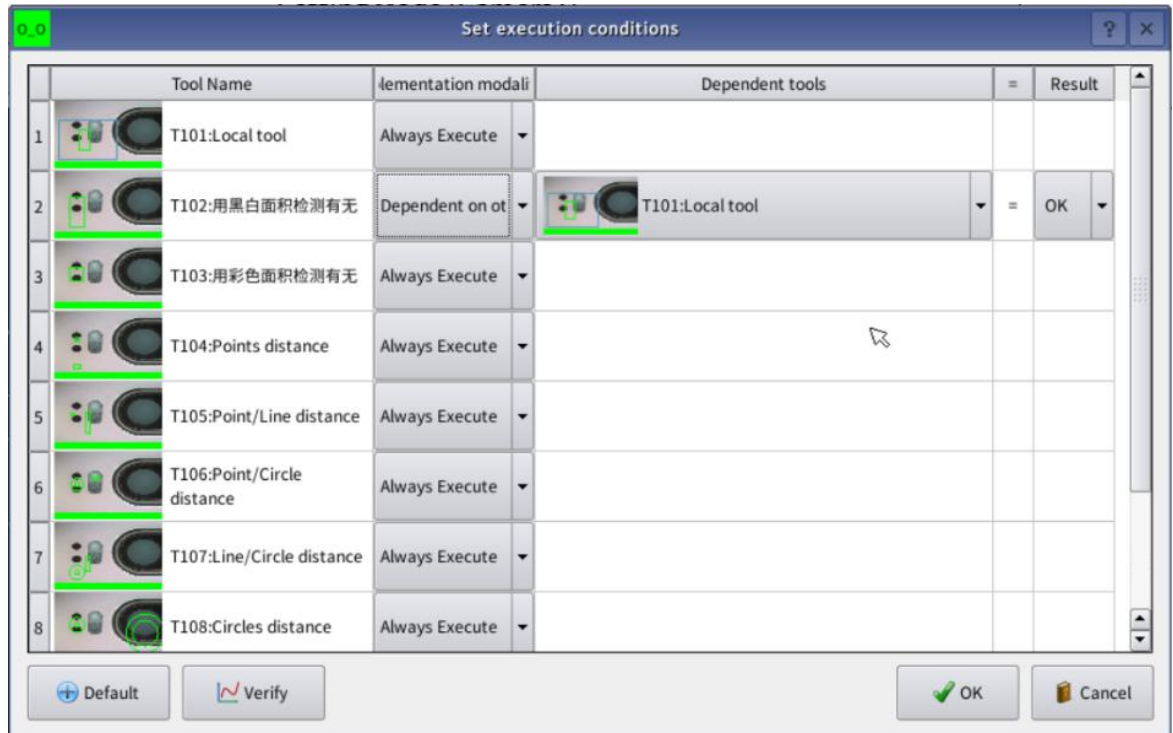 o_o
Set execution conditions
?
Tool Name
lementation modali
Dependent tools
=
Result
1
T101:Local tool
Always Execute
2
T102:用黑白面积检测有无
Dependent on ot
T101:Local tool
=
OK
3
T103:用彩色面积检测有无
Always Execute
4
T104:Points distance
Always Execute
5
T105:Point/Line distance
Always Execute
6
T106:Point/Circle
distance
Always Execute
7
T107:Line/Circle distance
Always Execute
8
T108:Circles distance
Always Execute
Default
Verify
OK
Cancel